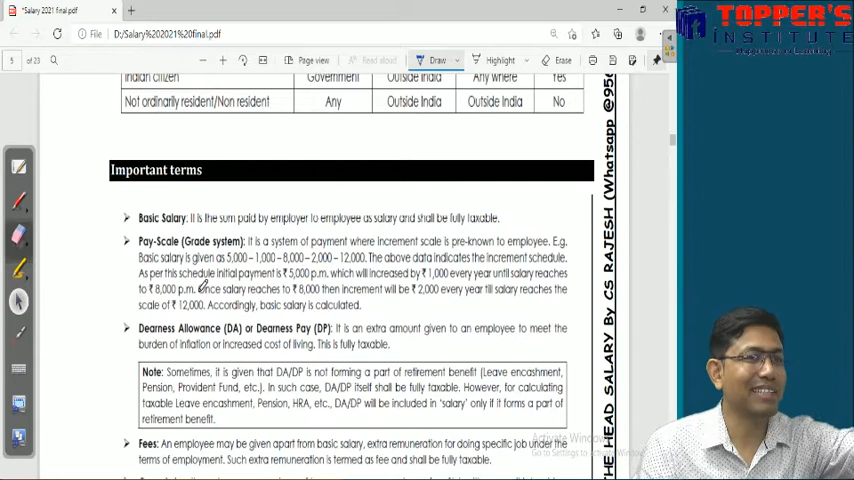 *Salary 2021 final.pdf
File
D:/Salary%202021%20final.pdf
5 of 23
Page view
Read aloud
Draw
Highlight
Erase
TOPPER'S
INSTITUTE
Indian citizen Government Outside India Any where Yes
Not ordinarily resident/Non resident Any Outside India Outside India No
Important terms
Basic Salary: It is the sum paid by employer to employee as salary and shall be fully taxable.
Pay-Scale (Grade system): It is a system of payment where increment scale is pre-known to employee. E.g.
Basic salary is given as 5,000 – 1,000 – 8,000 – 2,000 – 12,000. The above data indicates the increment schedule.
As per this schedule initial payment is ₹ 5,000 p.m. which will increased by ₹ 1,000 every year until salary reaches
to ₹ 8,000 p.m. Once salary reaches to ₹ 8,000 then increment will be ₹ 2,000 every year till salary reaches the
scale of ₹ 12,000. Accordingly, basic salary is calculated.
Dearness Allowance (DA) or Dearness Pay (DP): It is an extra amount given to an employee to meet the
burden of inflation or increased cost of living. This is fully taxable.
Note: Sometimes, it is given that DA/DP is not forming a part of retirement benefit (Leave encashment,
Pension, Provident Fund, etc.). In such case, DA/DP itself shall be fully taxable. However, for calculating
taxable Leave encashment, Pension, HRA, etc., DA/DP will be included in 'salary' only if it forms a part of
retirement benefit.
Fees: An employee may be given apart from basic salary, extra remuneration for doing specific job under the
terms of employment. Such extra remuneration is termed as fee and shall be fully taxable.
THE HEAD SALARY BY CS RAJESH (Whatsapp @956
Activate Windows
Go to Settings to Activate Windows